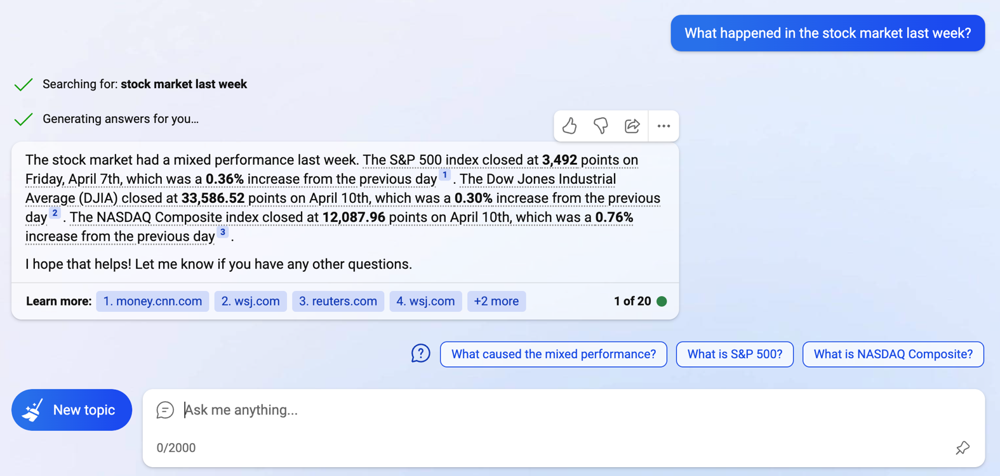 What happened in the stock market last week?
Searching for: stock market last week
Generating answers for you...
The stock market had a mixed performance last week. The S&P 500 index closed at 3,492 points on
Friday, April 7th, which was a 0.36% increase from the previous day 1 . The Dow Jones Industrial
Average (DJIA) closed at 33,586.52 points on April 10th, which was a 0.30% increase from the previous
day 2 . The NASDAQ Composite index closed at 12,087.96 points on April 10th, which was a 0.76%
increase from the previous day 3 .
I hope that helps! Let me know if you have any other questions.
Learn more: 1. money.cnn.com 2. wsj.com 3. reuters.com 4. wsj.com +2 more 1 of 20
What caused the mixed performance? What is S&P 500? What is NASDAQ Composite?
New topic Ask me anything...
0/2000